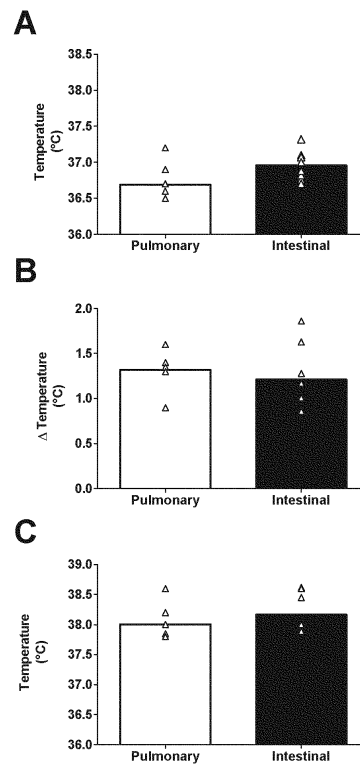 A
38.5
38.0
37.5
37.0
36.5
36.0
Temperature
(°C)
Pulmonary Intestinal
B
2.0
1.5
1.0
0.5
0.0
Δ Temperature
(°C)
Pulmonary Intestinal
C
39.0
38.5
38.0
37.5
37.0
36.5
36.0
Temperature
(°C)
Pulmonary Intestinal